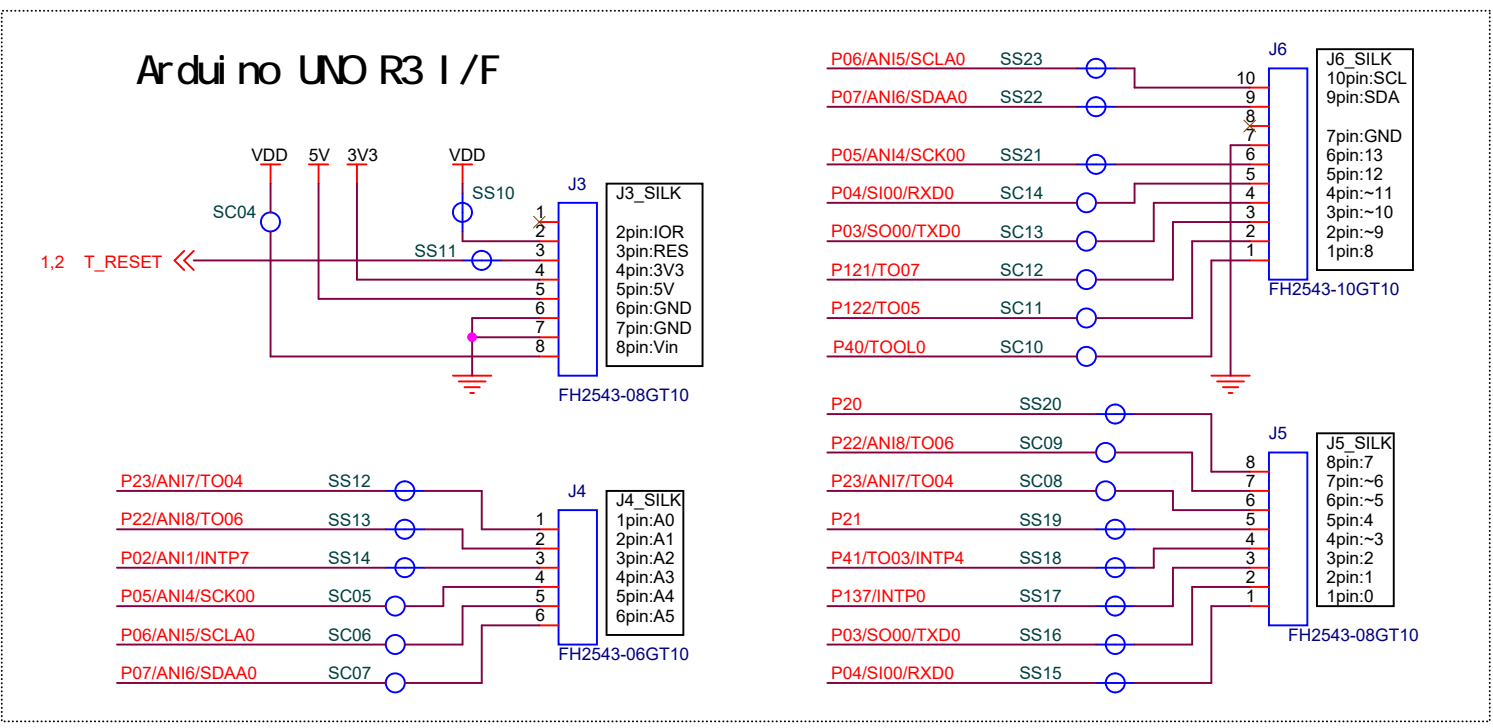 Arduino UNO R3 I/F
VDD 5V 3V3 VDD
SS10
SC04
SS11
1,2 T_RESET
J3
1
2
3
4
5
6
7
8
FH2543-08GT10
J3_SILK
2pin:IOR
3pin:RES
4pin:3V3
5pin:5V
6pin:GND
7pin:GND
8pin:Vin
P23/ANI7/TO04 SS12
P22/ANI8/TO06 SS13
P02/ANI1/INTP7 SS14
P05/ANI4/SCK00 SC05
P06/ANI5/SCLA0 SC06
P07/ANI6/SDAA0 SC07
J4
1
2
3
4
5
6
FH2543-06GT10
J4_SILK
1pin:A0
2pin:A1
3pin:A2
4pin:A3
5pin:A4
6pin:A5
P06/ANI5/SCLA0 SS23
P07/ANI6/SDAA0 SS22
P05/ANI4/SCK00 SS21
P04/SI00/RXD0 SC14
P03/SO00/TXD0 SC13
P121/TO07 SC12
P122/TO05 SC11
P40/TOOL0 SC10
J6
10
9
8
7
6
5
4
3
2
1
FH2543-10GT10
J6_SILK
10pin:SCL
9pin:SDA
7pin:GND
6pin:13
5pin:12
4pin:~11
3pin:~10
2pin:~9
1pin:8
P20 SS20
P22/ANI8/TO06 SC09
P23/ANI7/TO04 SC08
P21 SS19
P41/TO03/INTP4 SS18
P137/INTP0 SS17
P03/SO00/TXD0 SS16
P04/SI00/RXD0 SS15
J5
8
7
6
5
4
3
2
1
FH2543-08GT10
J5_SILK
8pin:7
7pin:~6
6pin:~5
5pin:4
4pin:~3
3pin:2
2pin:1
1pin:0